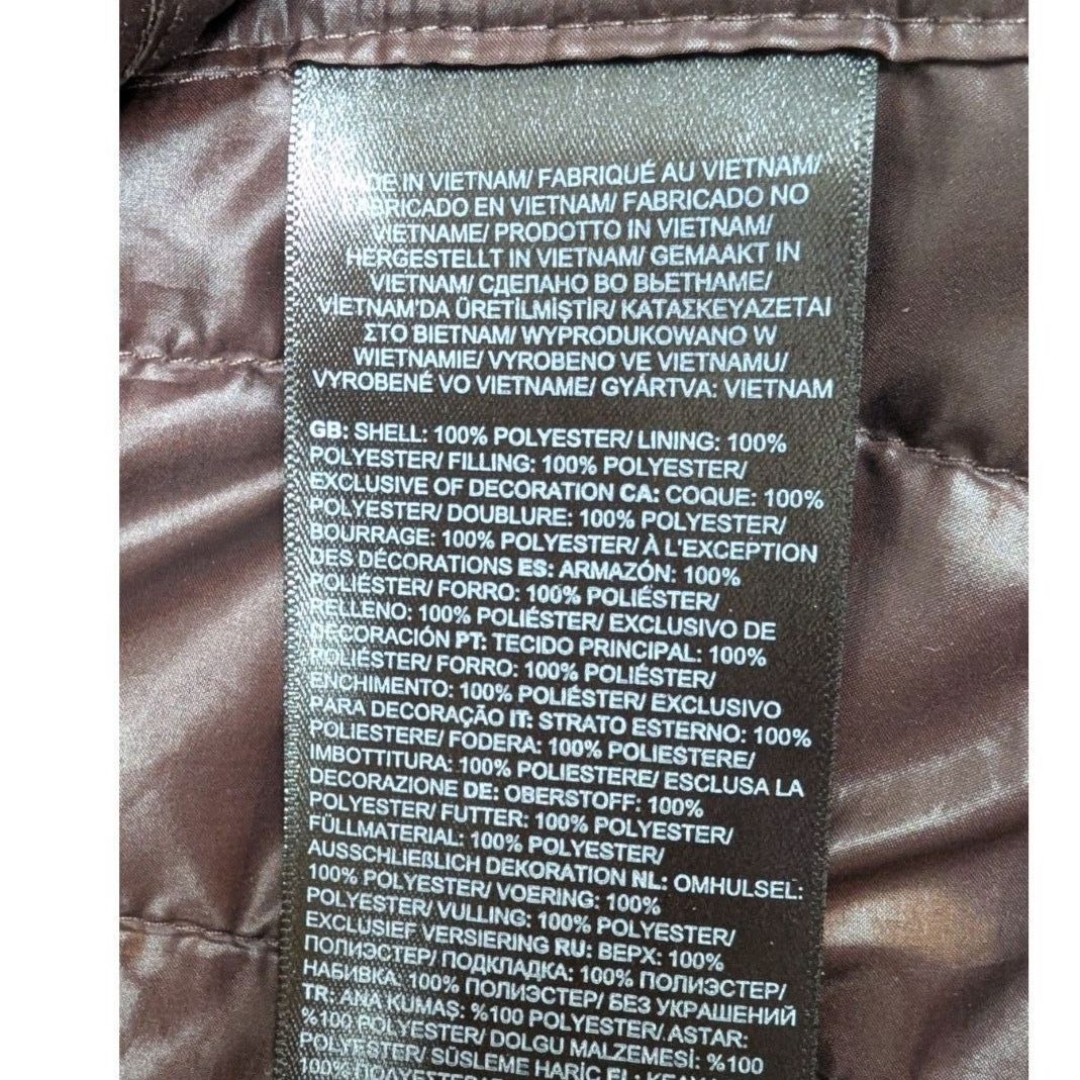 MADE IN VIETNAM/ FABRIQUÉ AU VIETNAM/
FABRICADO EN VIETNAM/ FABRICADO NO
VIETNAME/ PRODOTTO IN VIETNAM/
HERGESTELLT IN VIETNAM/ GEMAAKT IN
VIETNAM/ СДЕЛАНО ВО ВЬЕТНАМЕ/
VİETNAM'DA ÜRETİLMİŞTİR/ ΚΑΤΑΣΚΕΥΑΖΕΤΑΙ
ΣΤΟ ΒΙΕΤΝΑΜ/ WYPRODUKOWANO W
WIETNAMIE/ VYROBENO VE VIETNAMU/
VYROBENÉ VO VIETNAME/ GYÁRTVA: VIETNAM
GB: SHELL: 100% POLYESTER/ LINING: 100%
POLYESTER/ FILLING: 100% POLYESTER/
EXCLUSIVE OF DECORATION CA: COQUE: 100%
POLYESTER/ DOUBLURE: 100% POLYESTER/
BOURRAGE: 100% POLYESTER/ À L'EXCEPTION
DES DÉCORATIONS ES: ARMAZÓN: 100%
POLIÉSTER/ FORRO: 100% POLIÉSTER/
RELLENO: 100% POLIÉSTER/ EXCLUSIVO DE
DECORACIÓN PT: TECIDO PRINCIPAL: 100%
POLIÉSTER/ FORRO: 100% POLIÉSTER/
ENCHIMENTO: 100% POLIÉSTER/ EXCLUSIVO
PARA DECORAÇÃO IT: STRATO ESTERNO: 100%
POLIESTERE/ FODERA: 100% POLIESTERE/
IMBOTTITURA: 100% POLIESTERE/ ESCLUSA LA
DECORAZIONE DE: OBERSTOFF: 100%
POLYESTER/ FUTTER: 100% POLYESTER/
FÜLLMATERIAL: 100% POLYESTER/
AUSSCHLIEßLICH DEKORATION NL: OMHULSEL:
100% POLYESTER/ VOERING: 100%
POLYESTER/ VULLING: 100% POLYESTER/
EXCLUSIEF VERSIERING RU: ВЕРХ: 100%
ПОЛИЭСТЕР/ ПОДКЛАДКА: 100% ПОЛИЭСТЕР/
НАБИВКА: 100% ПОЛИЭСТЕР/ БЕЗ УКРАШЕНИЙ
TR: ANA KUMAŞ: %100 POLYESTER/ ASTAR:
%100 POLYESTER/ DOLGU MALZEMESİ: %100
POLYESTER/ SÜSLEME HARİÇ EL:
100%